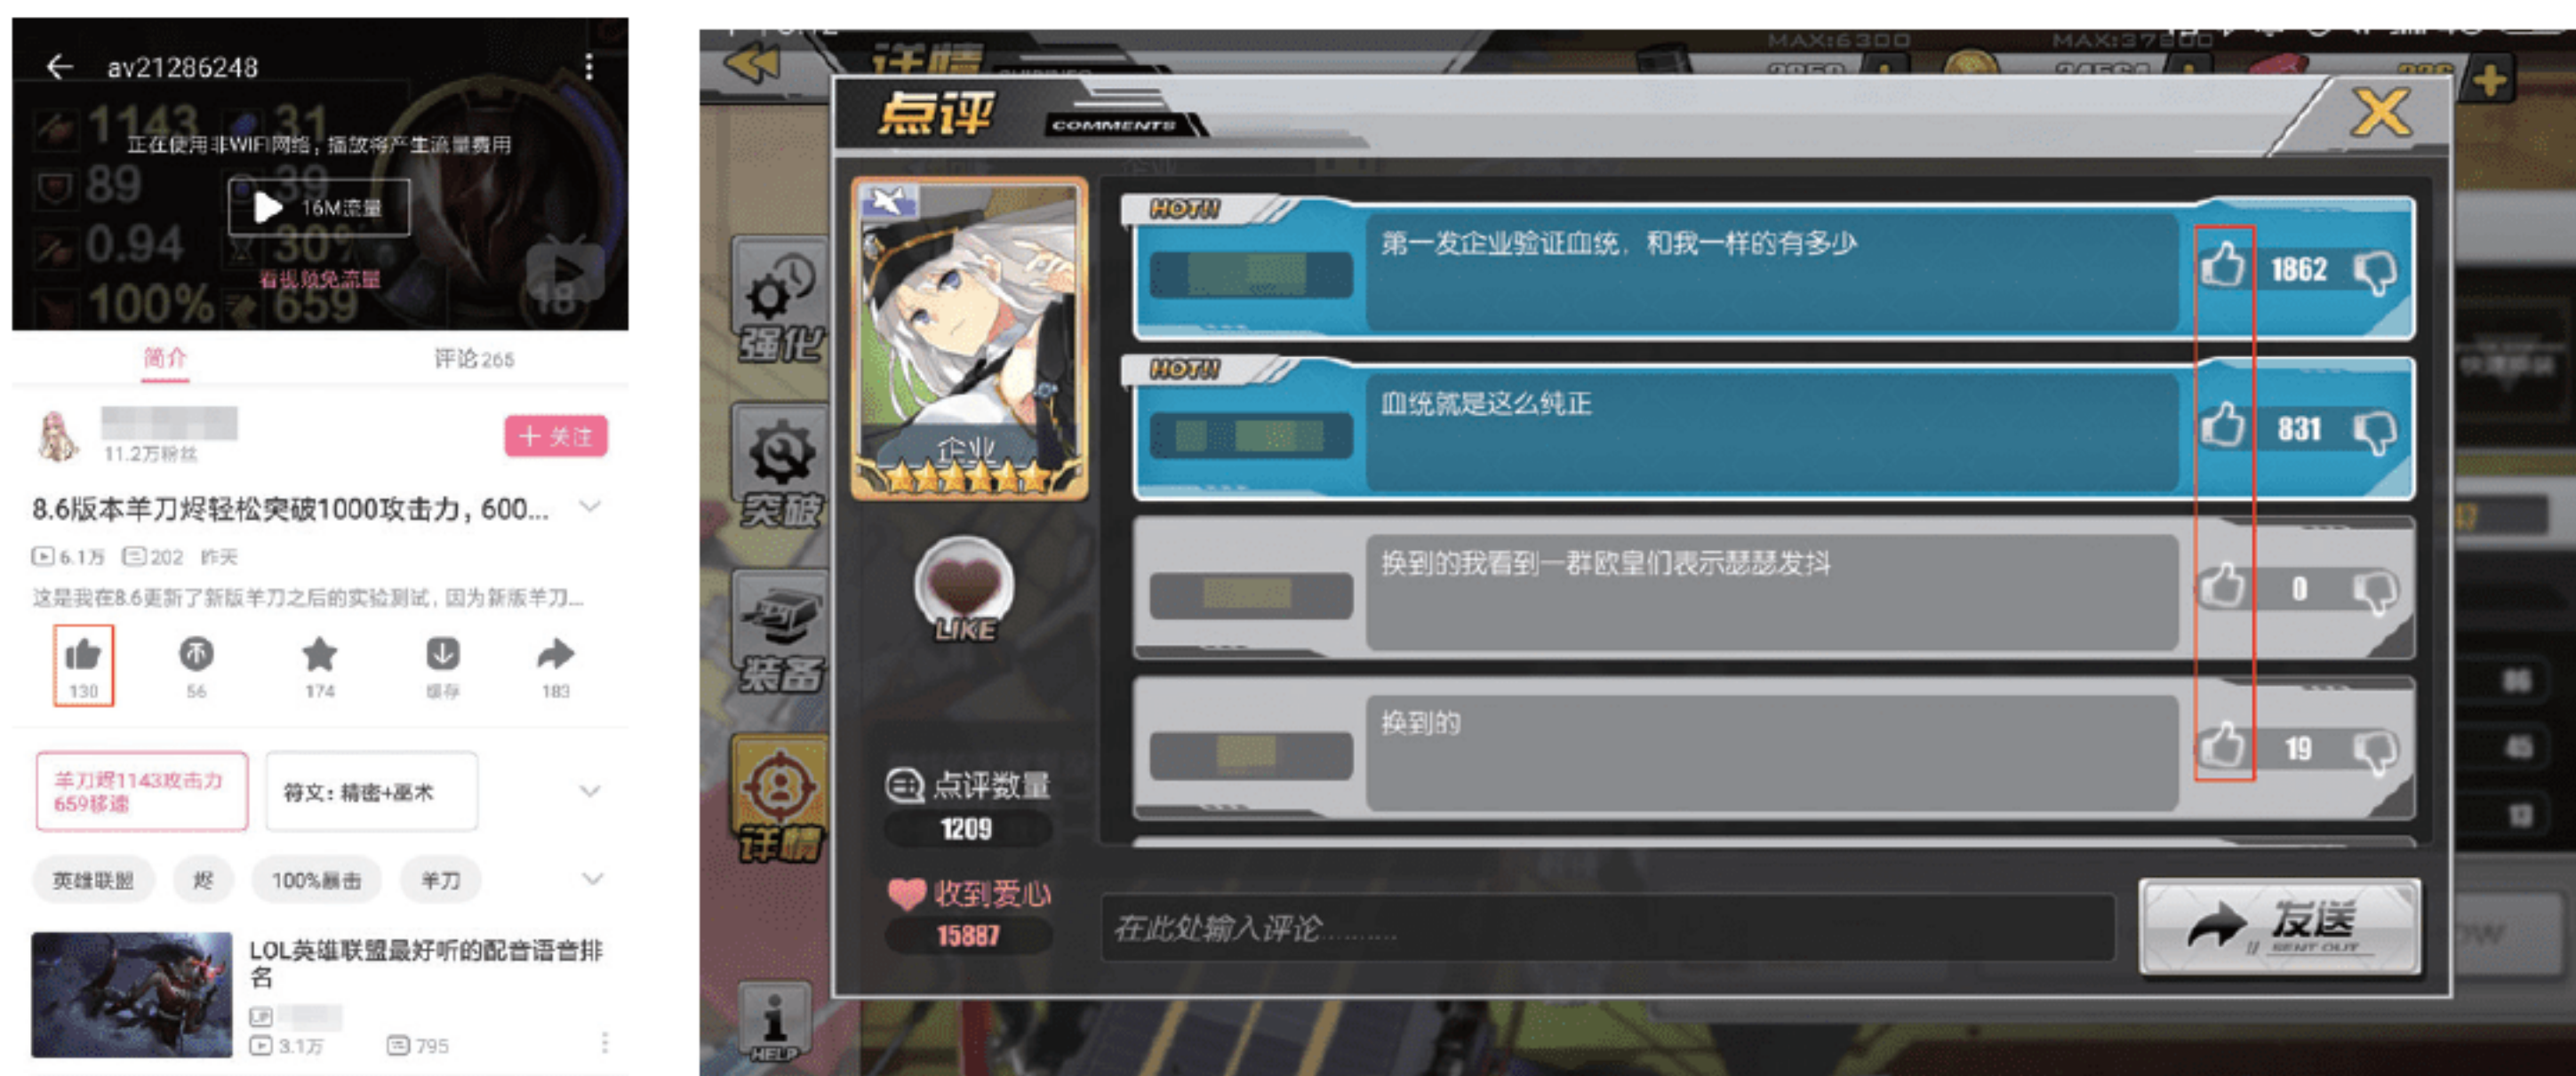 av21286248
1143 31
正在使用非WIFI网络，播放将产生流量费用
89 39
16M流量
0.94 30%
看视频免流量
100% 659
18
简介
评论265
11.2万粉丝
+ 关注
8.6版本羊刀烬轻松突破1000攻击力，600...
6.1万 202 昨天
这是我在8.6更新了新版羊刀之后的实验测试，因为新版羊刀...
130
56
174
缓存
183
羊刀烬1143攻击力
659移速
符文：精密+巫术
英雄联盟
烬
100%暴击
羊刀
LOL英雄联盟最好听的配音语音排
名
UP
3.1万
795
详情
MAX:6300
点评
COMMENTS
强化
突破
装备
详情
HELP
企业
LIKE
点评数量
1209
收到爱心
15887
HOT!!
第一发企业验证血统，和我一样的有多少
1862
HOT!!
血统就是这么纯正
831
换到的我看到一群欧皇们表示瑟瑟发抖
0
换到的
19
在此处输入评论..........
发送
SENT OUT